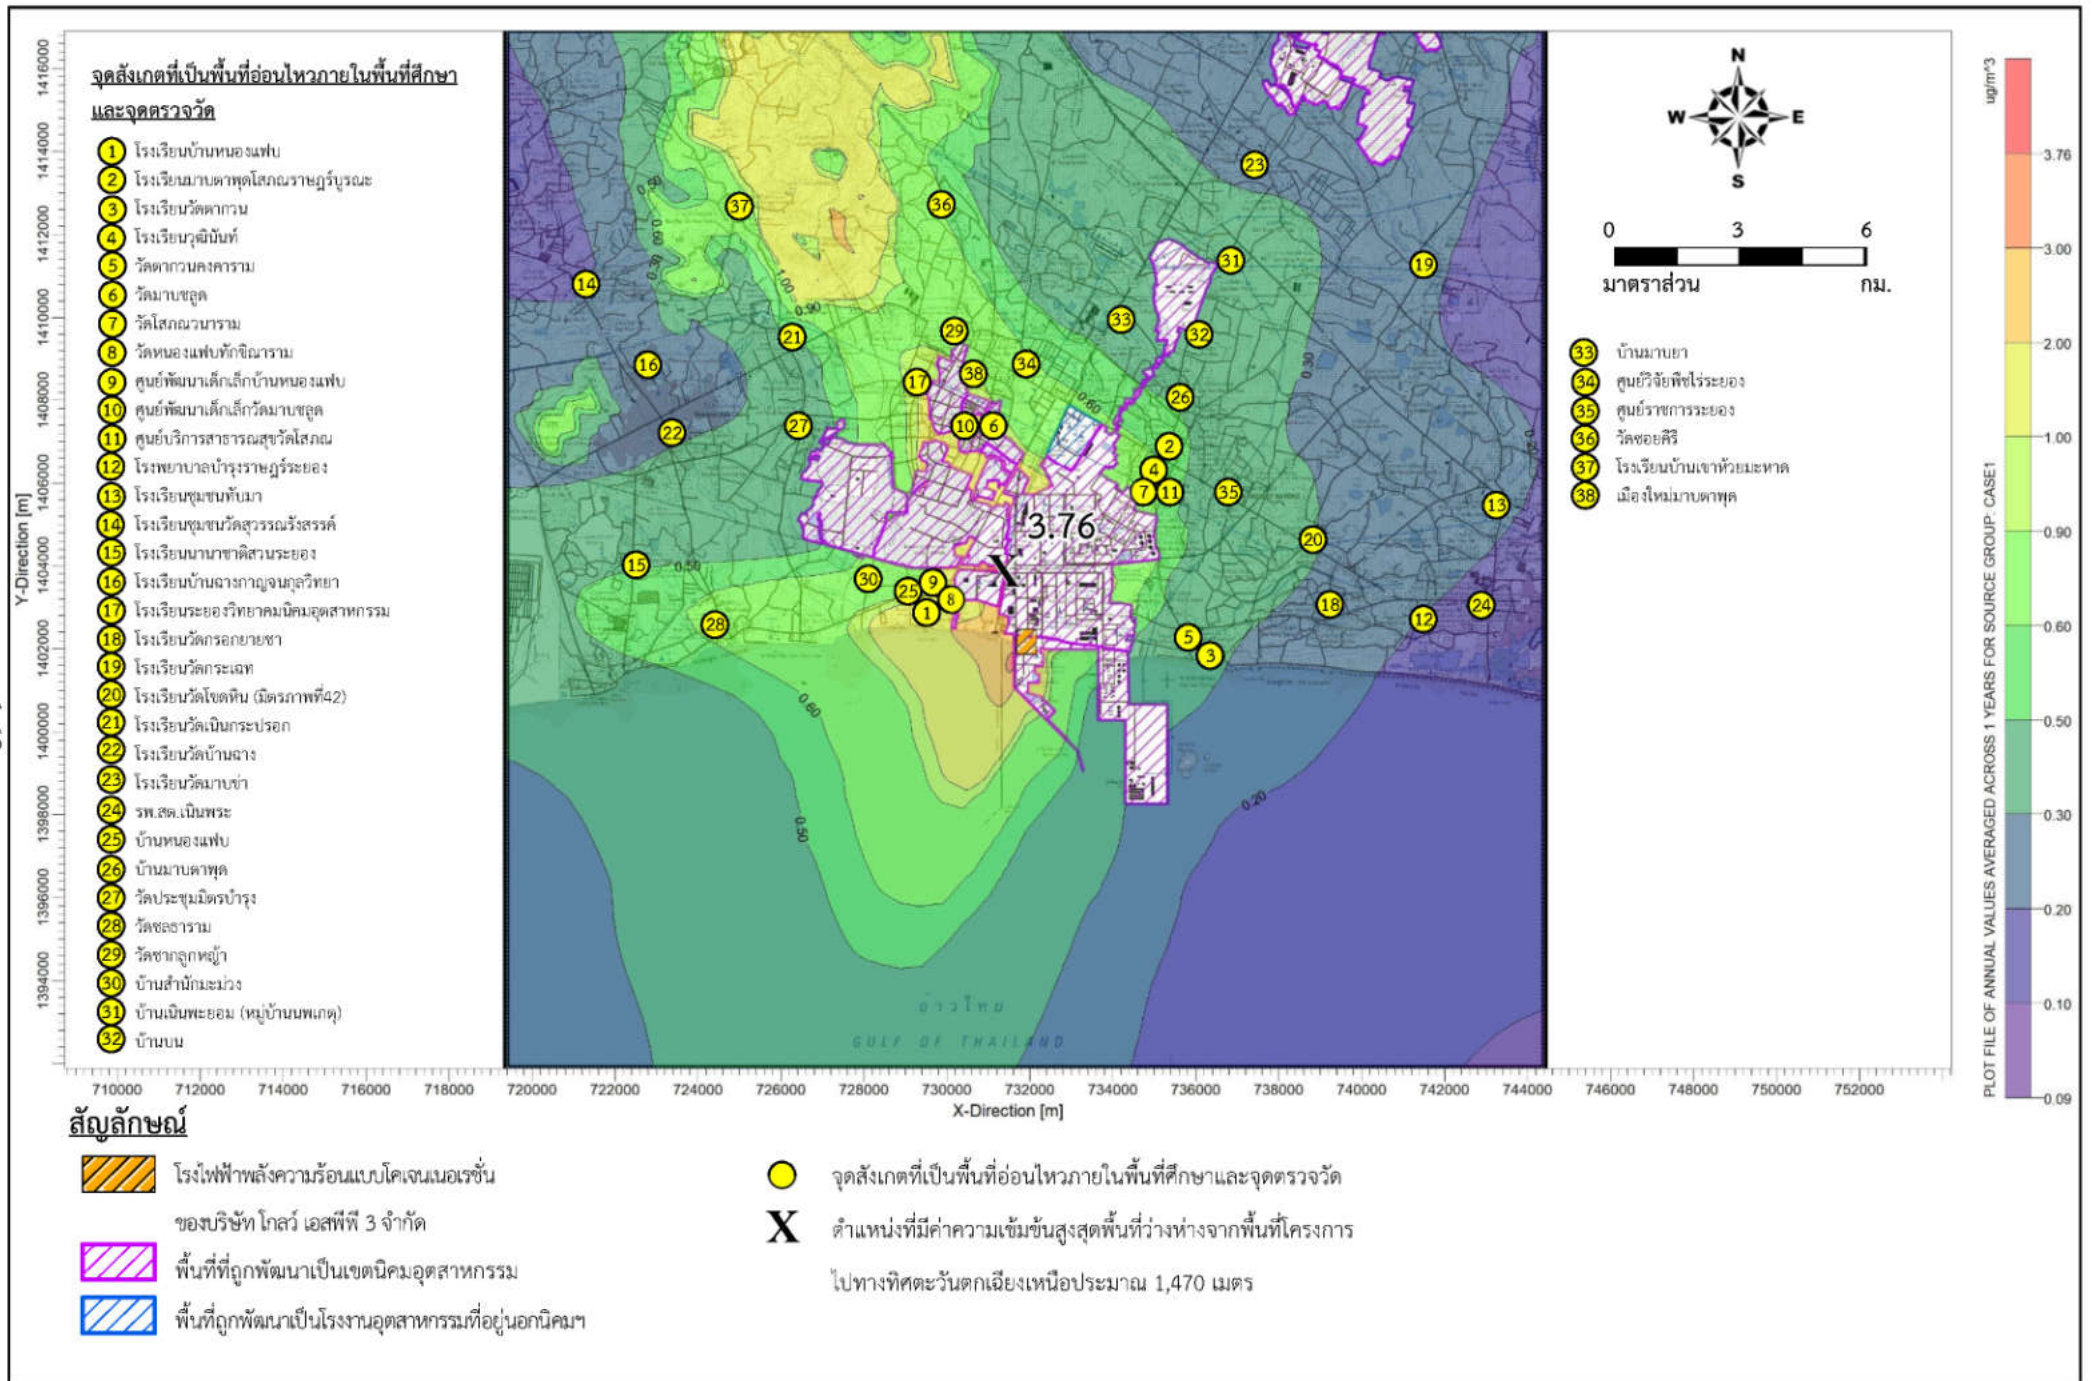 จุดสังเกตที่เป็นพื้นที่อ่อนไหวภายในพื้นที่ศึกษา
และจุดตรวจวัด
1 โรงเรียนบ้านหนองแฟบ
2 โรงเรียนมาบตาพุดโสภณราษฎร์บูรณะ
3 โรงเรียนวัดตากวน
4 โรงเรียนวุฒินันท์
5 วัดตากวนคงคาราม
6 วัดมาบชลูด
7 วัดโสภณวนาราม
8 วัดหนองแฟบทักขิณาราม
9 ศูนย์พัฒนาเด็กเล็กบ้านหนองแฟบ
10 ศูนย์พัฒนาเด็กเล็กวัดมาบชลูด
11 ศูนย์บริการสาธารณสุขวัดโสภณ
12 โรงพยาบาลบำรุงราษฎร์ระยอง
13 โรงเรียนชุมชนทับมา
14 โรงเรียนชุมชนวัดสุวรรณรังสรรค์
15 โรงเรียนนานาชาติสวนระยอง
16 โรงเรียนบ้านฉางกาญจนกุลวิทยา
17 โรงเรียนระยองวิทยาคมนิคมอุตสาหกรรม
18 โรงเรียนวัดกรอกยายชา
19 โรงเรียนวัดกระเฉท
20 โรงเรียนวัดโขดหิน (มิตรภาพที่42)
21 โรงเรียนวัดเนินกระปรอก
22 โรงเรียนวัดบ้านฉาง
23 โรงเรียนวัดมาบข่า
24 รพ.สต.เนินพระ
25 บ้านหนองแฟบ
26 บ้านมาบตาพุด
27 วัดประชุมมิตรบำรุง
28 วัดชลธาราม
29 วัดชากลูกหญ้า
30 บ้านสำนักมะม่วง
31 บ้านเนินพะยอม (หมู่บ้านนพเกตุ)
32 บ้านบน
33 บ้านมาบยา
34 ศูนย์วิจัยพืชไร่ระยอง
35 ศูนย์ราชการระยอง
36 วัดซอยคีรี
37 โรงเรียนบ้านเขาห้วยมะหาด
38 เมืองใหม่มาบตาพุด
N
W E
S
0 3 6
มาตราส่วน กม.
3.76
X
อ่าวไทย
GULF OF THAILAND
0.50
0.60
0.30
1.00
0.90
0.60
0.30
0.20
0.50
0.60
0.50
0.20
Y-Direction [m]
1416000
1414000
1412000
1410000
1408000
1406000
1404000
1402000
1400000
1398000
1396000
1394000
710000 712000 714000 716000 718000 720000 722000 724000 726000 728000 730000 732000 734000 736000 738000 740000 742000 744000 746000 748000 750000 752000
X-Direction [m]
PLOT FILE OF ANNUAL VALUES AVERAGED ACROSS 1 YEARS FOR SOURCE GROUP: CASE1
ug/m^3
3.76
3.00
2.00
1.00
0.90
0.60
0.50
0.30
0.20
0.10
0.09
สัญลักษณ์
โรงไฟฟ้าพลังความร้อนแบบโคเจนเนอเรชั่น
ของบริษัท โกลว์ เอสพีพี 3 จำกัด
พื้นที่ที่ถูกพัฒนาเป็นเขตนิคมอุตสาหกรรม
พื้นที่ถูกพัฒนาเป็นโรงงานอุตสาหกรรมที่อยู่นอกนิคมฯ
จุดสังเกตที่เป็นพื้นที่อ่อนไหวภายในพื้นที่ศึกษาและจุดตรวจวัด
X ตำแหน่งที่มีค่าความเข้มข้นสูงสุดพื้นที่ว่างห่างจากพื้นที่โครงการ
ไปทางทิศตะวันตกเฉียงเหนือประมาณ 1,470 เมตร